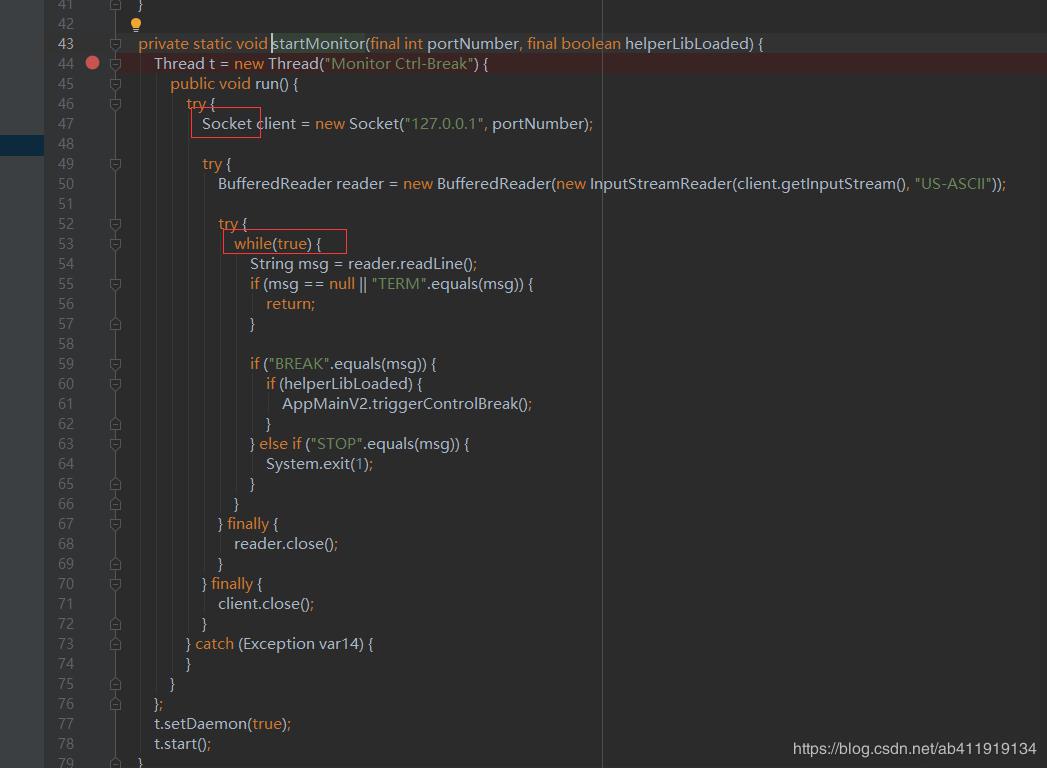 41 }
42
43 private static void startMonitor(final int portNumber, final boolean helperLibLoaded) {
44 Thread t = new Thread("Monitor Ctrl-Break") {
45 public void run() {
46 try {
47 Socket client = new Socket("127.0.0.1", portNumber);
48
49 try {
50 BufferedReader reader = new BufferedReader(new InputStreamReader(client.getInputStream(), "US-ASCII"));
51
52 try {
53 while(true) {
54 String msg = reader.readLine();
55 if (msg == null || "TERM".equals(msg)) {
56 return;
57 }
58
59 if ("BREAK".equals(msg)) {
60 if (helperLibLoaded) {
61 AppMainV2.triggerControlBreak();
62 }
63 } else if ("STOP".equals(msg)) {
64 System.exit(1);
65 }
66 }
67 } finally {
68 reader.close();
69 }
70 } finally {
71 client.close();
72 }
73 } catch (Exception var14) {
74 }
75 }
76 };
77 t.setDaemon(true);
78 t.start();
79 }
https://blog.csdn.net/ab411919134